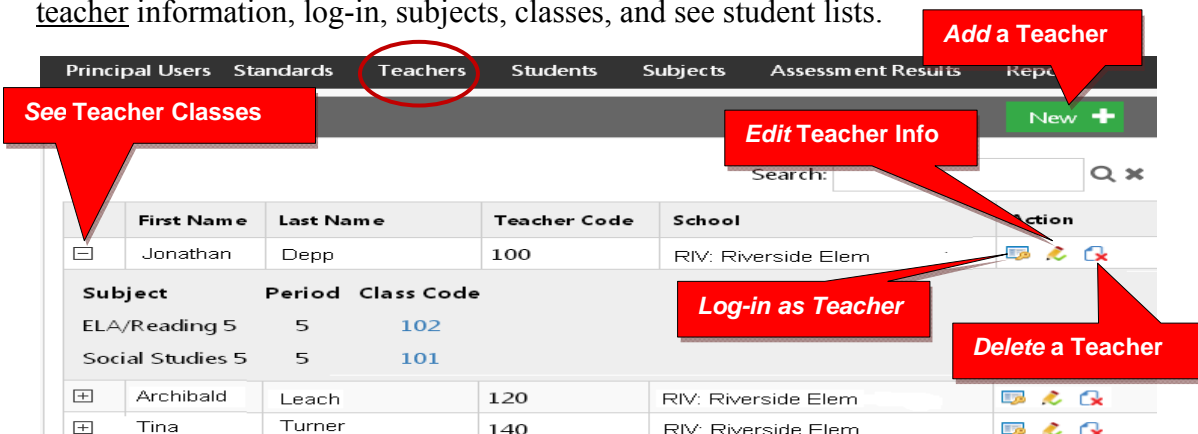 teacher information, log-in, subjects, classes, and see student lists.
Add a Teacher
Principal Users Standards Teachers Students Subjects Assessment Results
See Teacher Classes
New
Edit Teacher Info
Search:
First Name Last Name Teacher Code School Action
Jonathan Depp 100 RIV: Riverside Elem
Subject Period Class Code
Log-in as Teacher
ELA/Reading 5 5 102
Social Studies 5 5 101
Delete a Teacher
Archibald Leach 120 RIV: Riverside Elem
Tina Turner 140 RIV: Riverside Elem